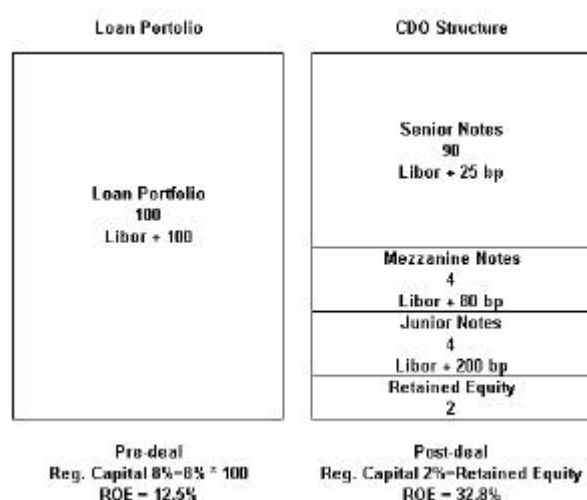 Loan Portolio
Loan Portfolio
100
Libor + 100
Pre-deal
Reg. Capital 8%=8% * 100
ROE = 12.5%
CDO Structure
Senior Notes
90
Libor + 25 bp
Mezzanine Notes
4
Libor + 80 bp
Junior Notes
4
Libor + 200 bp
Retained Equity
2
Post-deal
Reg. Capital 2%=Retained Equity
ROE = 32.8%